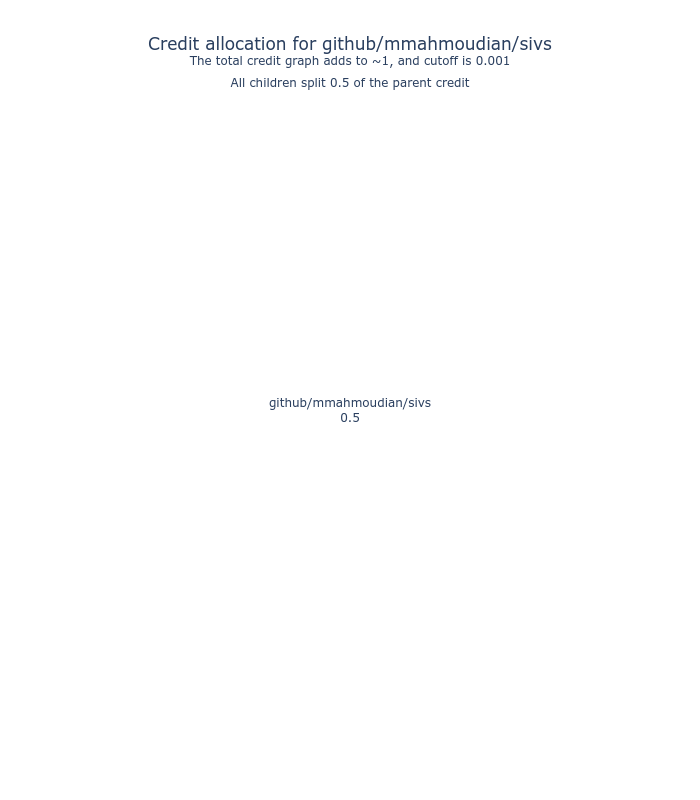 Credit allocation for github/mmahmoudian/sivs
The total credit graph adds to ~1, and cutoff is 0.001
All children split 0.5 of the parent credit
github/mmahmoudian/sivs
0.5